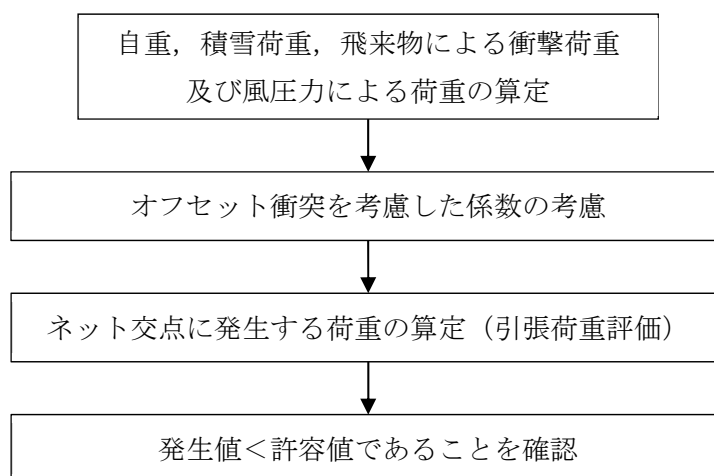 自重，積雪荷重，飛来物による衝撃荷重
及び風圧力による荷重の算定
オフセット衝突を考慮した係数の考慮
ネット交点に発生する荷重の算定（引張荷重評価）
発生値＜許容値であることを確認